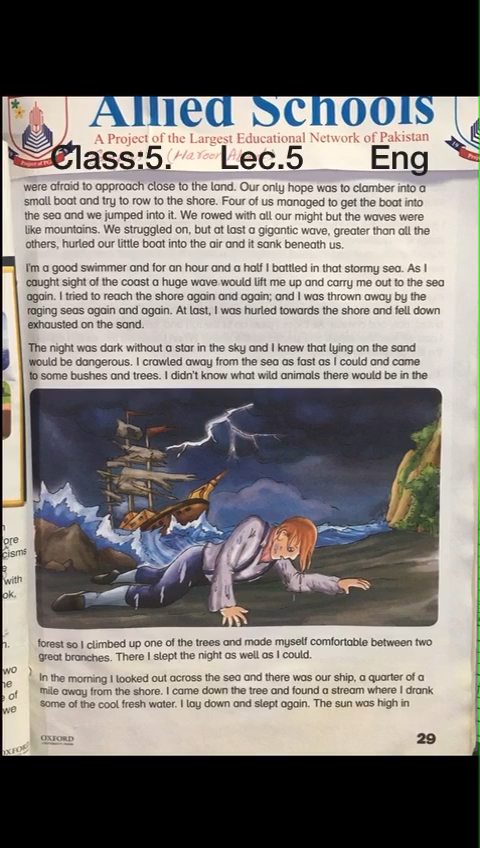 Allied Schools
A Project of the Largest Educational Network of Pakistan
Class:5. Lec.5 Eng
were afraid to approach close to the land. Our only hope was to clamber into a
small boat and try to row to the shore. Four of us managed to get the boat into
the sea and we jumped into it. We rowed with all our might but the waves were
like mountains. We struggled on, but at last a gigantic wave, greater than all the
others, hurled our little boat into the air and it sank beneath us.
I'm a good swimmer and for an hour and a half I battled in that stormy sea. As I
caught sight of the coast a huge wave would lift me up and carry me out to the sea
again. I tried to reach the shore again and again; and I was thrown away by the
raging seas again and again. At last, I was hurled towards the shore and fell down
exhausted on the sand.
The night was dark without a star in the sky and I knew that lying on the sand
would be dangerous. I crawled away from the sea as fast as I could and came
to some bushes and trees. I didn't know what wild animals there would be in the
forest so I climbed up one of the trees and made myself comfortable between two
great branches. There I slept the night as well as I could.
In the morning I looked out across the sea and there was our ship, a quarter of a
mile away from the shore. I came down the tree and found a stream where I drank
some of the cool fresh water. I lay down and slept again. The sun was high in
OXFORD
UNIVERSITY PRESS
29
ore
cisms
with
ok,
n.
wo
ne
of
we